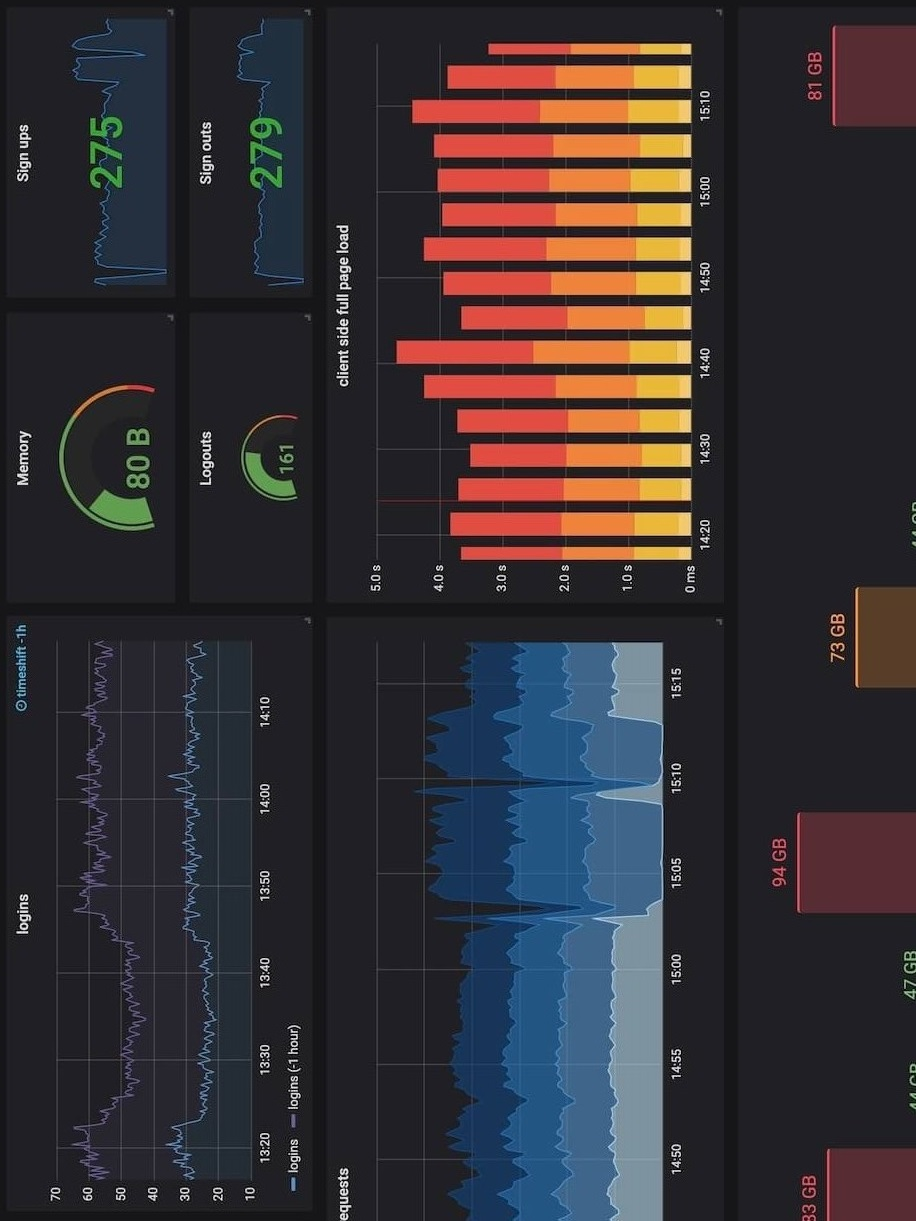 logins
timeshift -1h
70
60
50
40
30
20
10
13:20
13:30
13:40
13:50
14:00
14:10
logins
logins (-1 hour)
Memory
80 B
Sign ups
275
Logouts
161
Sign outs
279
equests
14:50
14:55
15:00
15:05
15:10
15:15
client side full page load
5.0 s
4.0 s
3.0 s
2.0 s
1.0 s
0 ms
14:20
14:30
14:40
14:50
15:00
15:10
83 GB
44 GB
47 GB
94 GB
73 GB
44 GB
81 GB